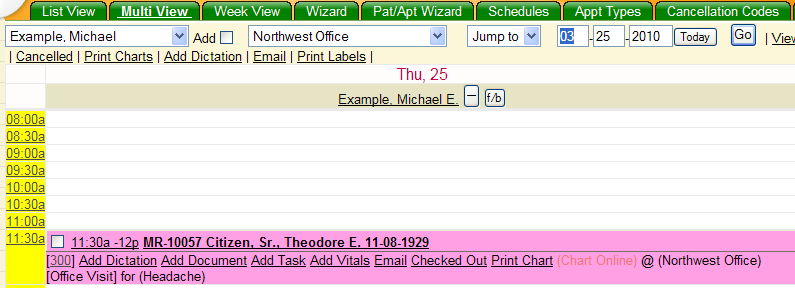 List View Multi View Week View Wizard Pat/Apt Wizard Schedules Appt Types Cancellation Codes
Example, Michael Add Northwest Office Jump to 03 - 25 - 2010 Today Go | View
| Cancelled | Print Charts | Add Dictation | Email | Print Labels |
Thu, 25
Example, Michael E. — f/b
08:00a
08:30a
09:00a
09:30a
10:00a
10:30a
11:00a
11:30a 11:30a -12p MR-10057 Citizen, Sr., Theodore E. 11-08-1929
[300] Add Dictation Add Document Add Task Add Vitals Email Checked Out Print Chart (Chart Online) @ (Northwest Office)
[Office Visit] for (Headache)